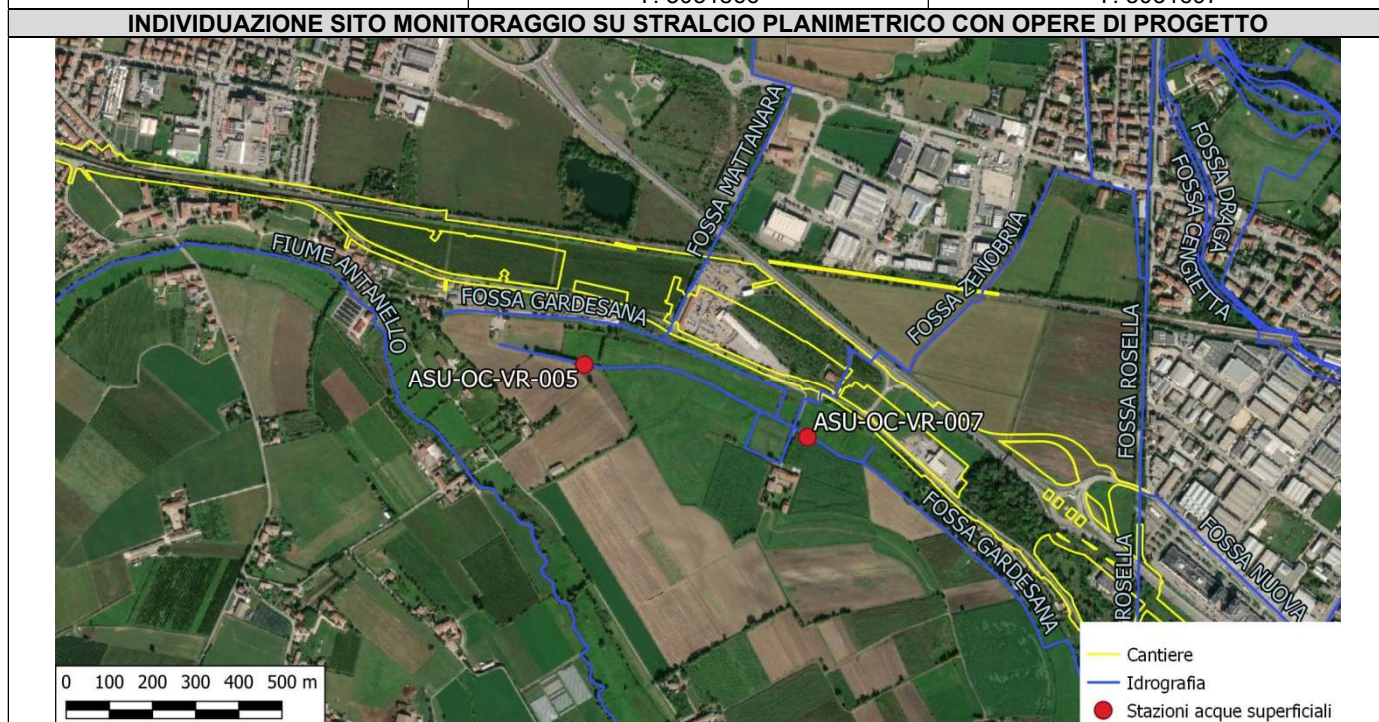 INDIVIDUAZIONE SITO MONITORAGGIO SU STRALCIO PLANIMETRICO CON OPERE DI PROGETTO
FOSSA MATTANARA
FOSSA DRAGA
FOSSA CENGIETTA
FIUME ANTANELLO
FOSSA GARDESANA
FOSSA ZENOBRIA
FOSSA ROSELLA
ASU-OC-VR-005
ASU-OC-VR-007
FOSSA GARDESANA
FOSSA NUOVA
ROSELLA
0 100 200 300 400 500 m
Cantiere
Idrografia
Stazioni acque superficiali